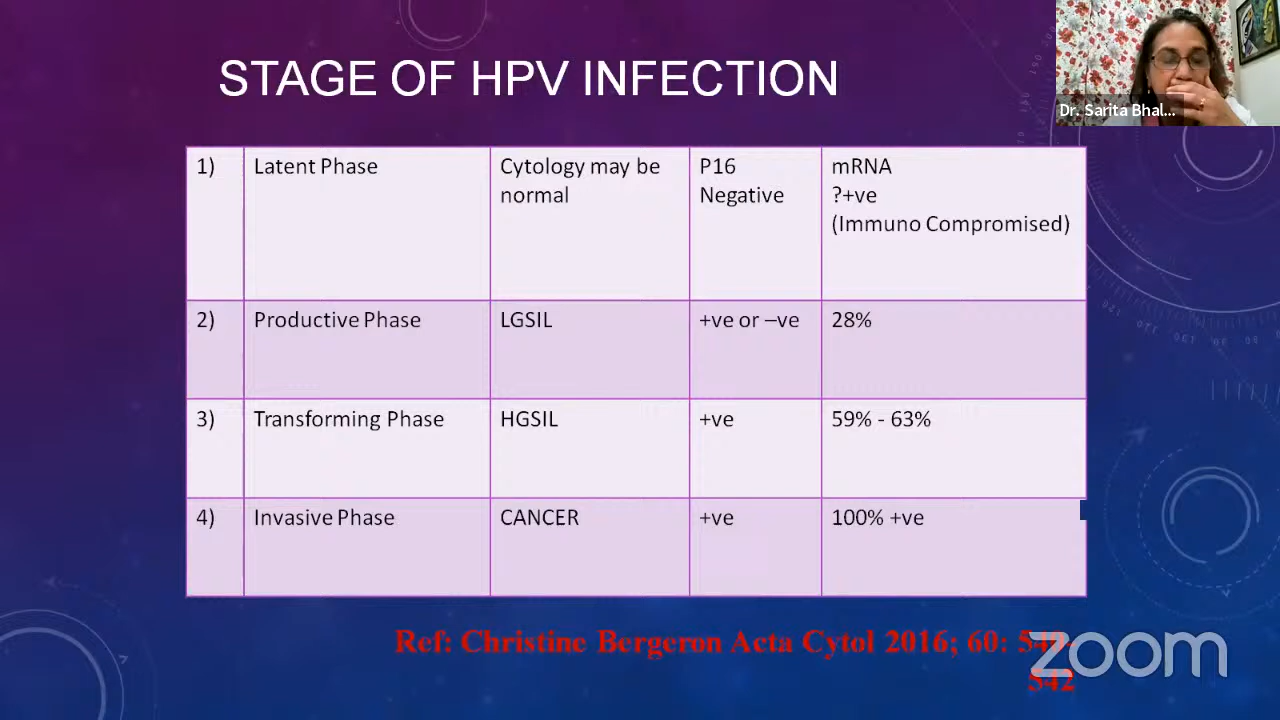 STAGE OF HPV INFECTION
Dr. Sarita Bhal...
1) Latent Phase Cytology may be normal P16 Negative mRNA ?+ve (Immuno Compromised)
2) Productive Phase LGSIL +ve or –ve 28%
3) Transforming Phase HGSIL +ve 59% - 63%
4) Invasive Phase CANCER +ve 100% +ve
Ref: Christine Bergeron Acta Cytol 2016; 60:
542
zoom